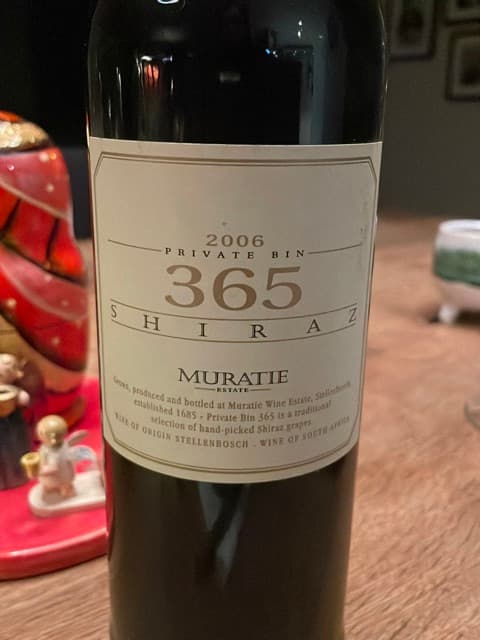 2006
PRIVATE BIN
365
SHIRAZ
MURATIE
ESTATE
Grown, produced and bottled at Muratie Wine Estate, Stellenbosch,
established 1685 - Private Bin 365 is a traditional
selection of hand-picked Shiraz grapes.
WINE OF ORIGIN STELLENBOSCH . WINE OF SOUTH AFRICA